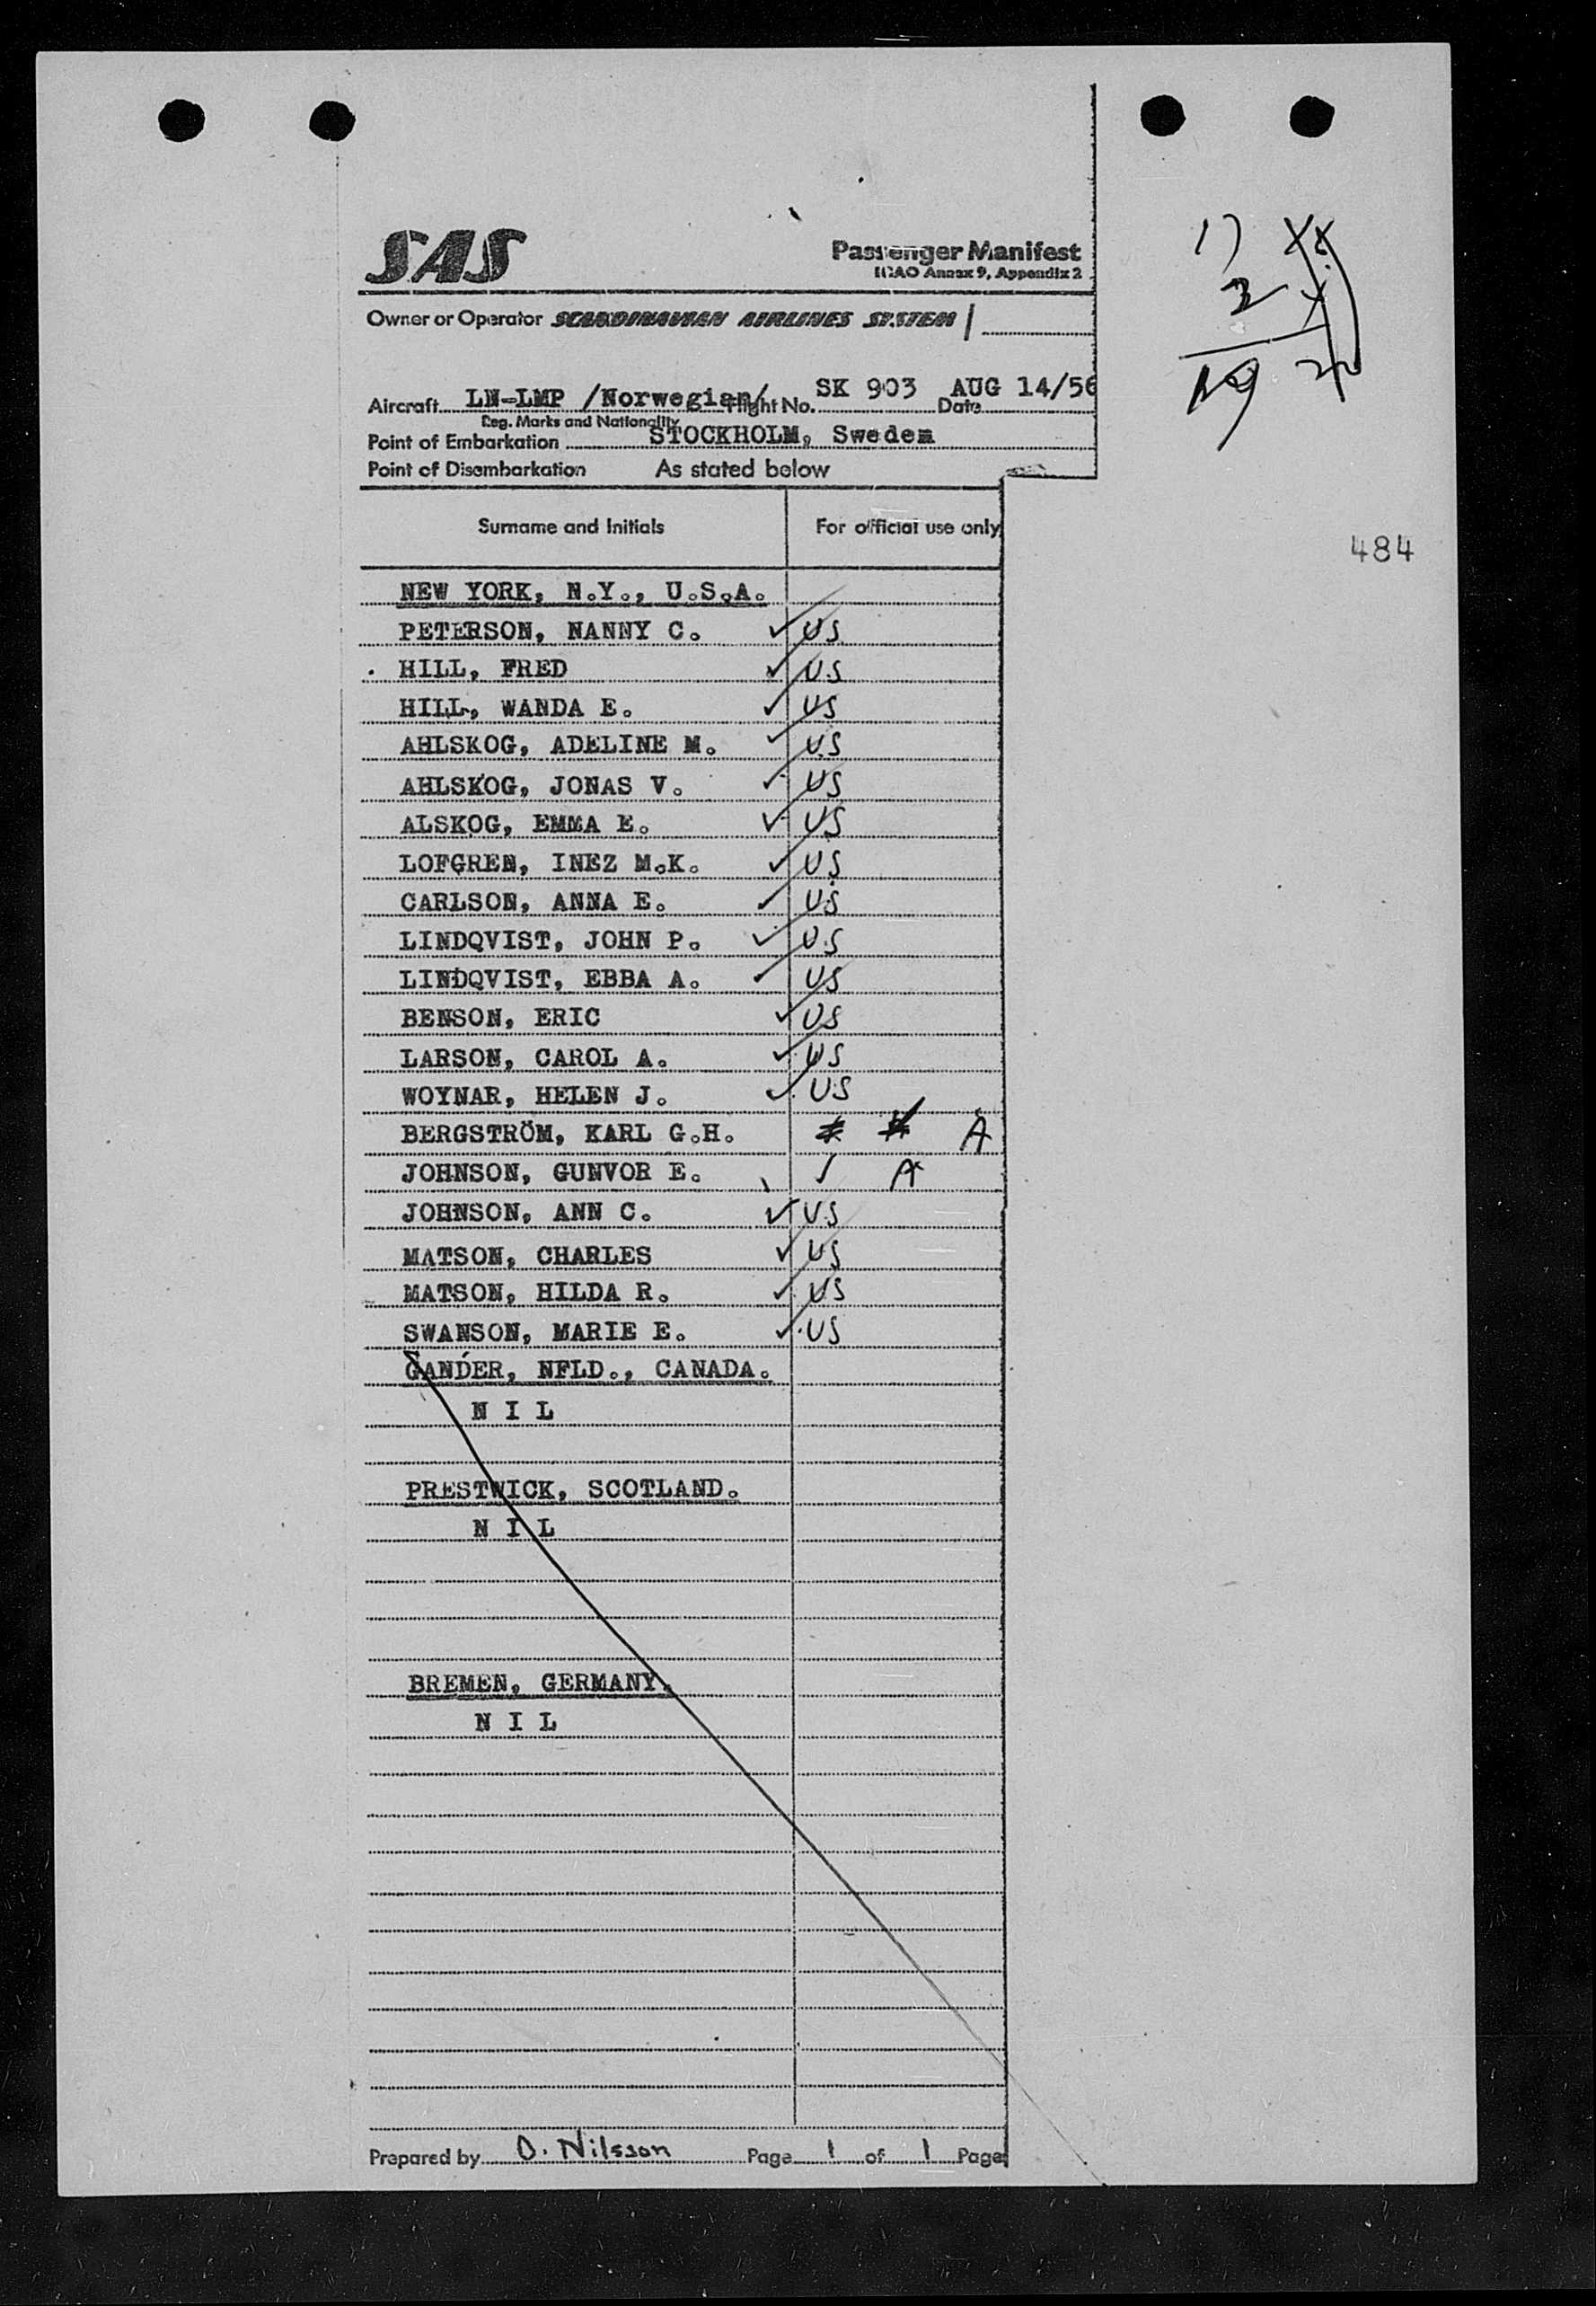 SAS
Passenger Manifest
ICAO Annex 9, Appendix 2
Owner or Operator SCANDINAVIAN AIRLINES SYSTEM
Aircraft LN-LMP /Norwegian/ Flight No. SK 903 Date AUG 14/56
Reg. Marks and Nationality
Point of Embarkation STOCKHOLM, Sweden
Point of Disembarkation As stated below
17
2
19
484
Surname and Initials For official use only
NEW YORK, N.Y., U.S.A.
PETERSON, NANNY C. ✓ US
HILL, FRED ✓ US
HILL, WANDA E. ✓ US
AHLSKOG, ADELINE M. ✓ US
AHLSKOG, JONAS V. ✓ US
ALSKOG, EMMA E. ✓ US
LOFGREN, INEZ M.K. ✓ US
CARLSON, ANNA E. ✓ US
LINDQVIST, JOHN P. ✓ US
LINDQVIST, EBBA A. ✓ US
BENSON, ERIC ✓ US
LARSON, CAROL A. ✓ US
WOYNAR, HELEN J. ✓ US
BERGSTRÖM, KARL G.H. A
JOHNSON, GUNVOR E. ✓ A
JOHNSON, ANN C. ✓ US
MATSON, CHARLES ✓ US
MATSON, HILDA R. ✓ US
SWANSON, MARIE E. ✓ US
GANDER, NFLD., CANADA.
N I L
PRESTWICK, SCOTLAND.
N I L
BREMEN, GERMANY.
N I L
Prepared by O. Nilsson Page 1 of 1 Page